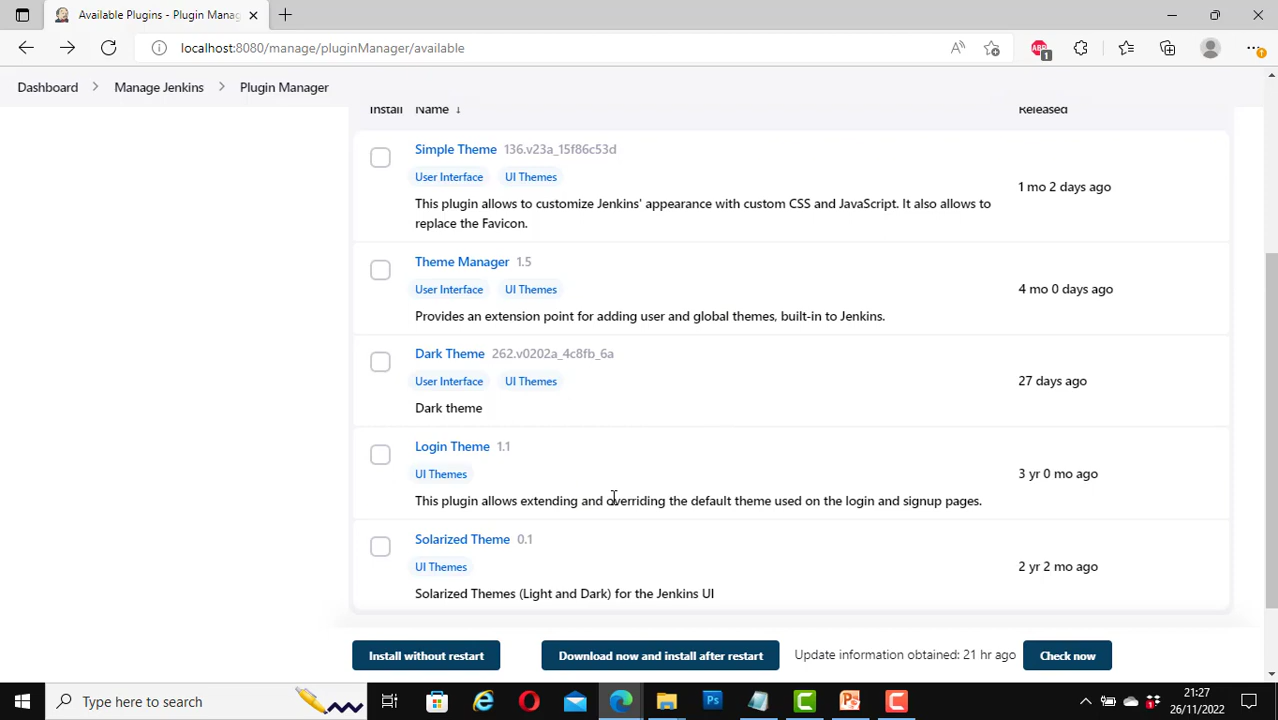 Available Plugins - Plugin Manag
localhost:8080/manage/pluginManager/available
ABP
1
Dashboard
Manage Jenkins
Plugin Manager
Install
Name ↓
Released
Simple Theme 136.v23a_15f86c53d
User Interface
UI Themes
This plugin allows to customize Jenkins' appearance with custom CSS and JavaScript. It also allows to
replace the Favicon.
1 mo 2 days ago
Theme Manager 1.5
User Interface
UI Themes
Provides an extension point for adding user and global themes, built-in to Jenkins.
4 mo 0 days ago
Dark Theme 262.v0202a_4c8fb_6a
User Interface
UI Themes
Dark theme
27 days ago
Login Theme 1.1
UI Themes
This plugin allows extending and overriding the default theme used on the login and signup pages.
3 yr 0 mo ago
Solarized Theme 0.1
UI Themes
Solarized Themes (Light and Dark) for the Jenkins UI
2 yr 2 mo ago
Install without restart
Download now and install after restart
Update information obtained: 21 hr ago
Check now
Type here to search
Ps
21:27
26/11/2022